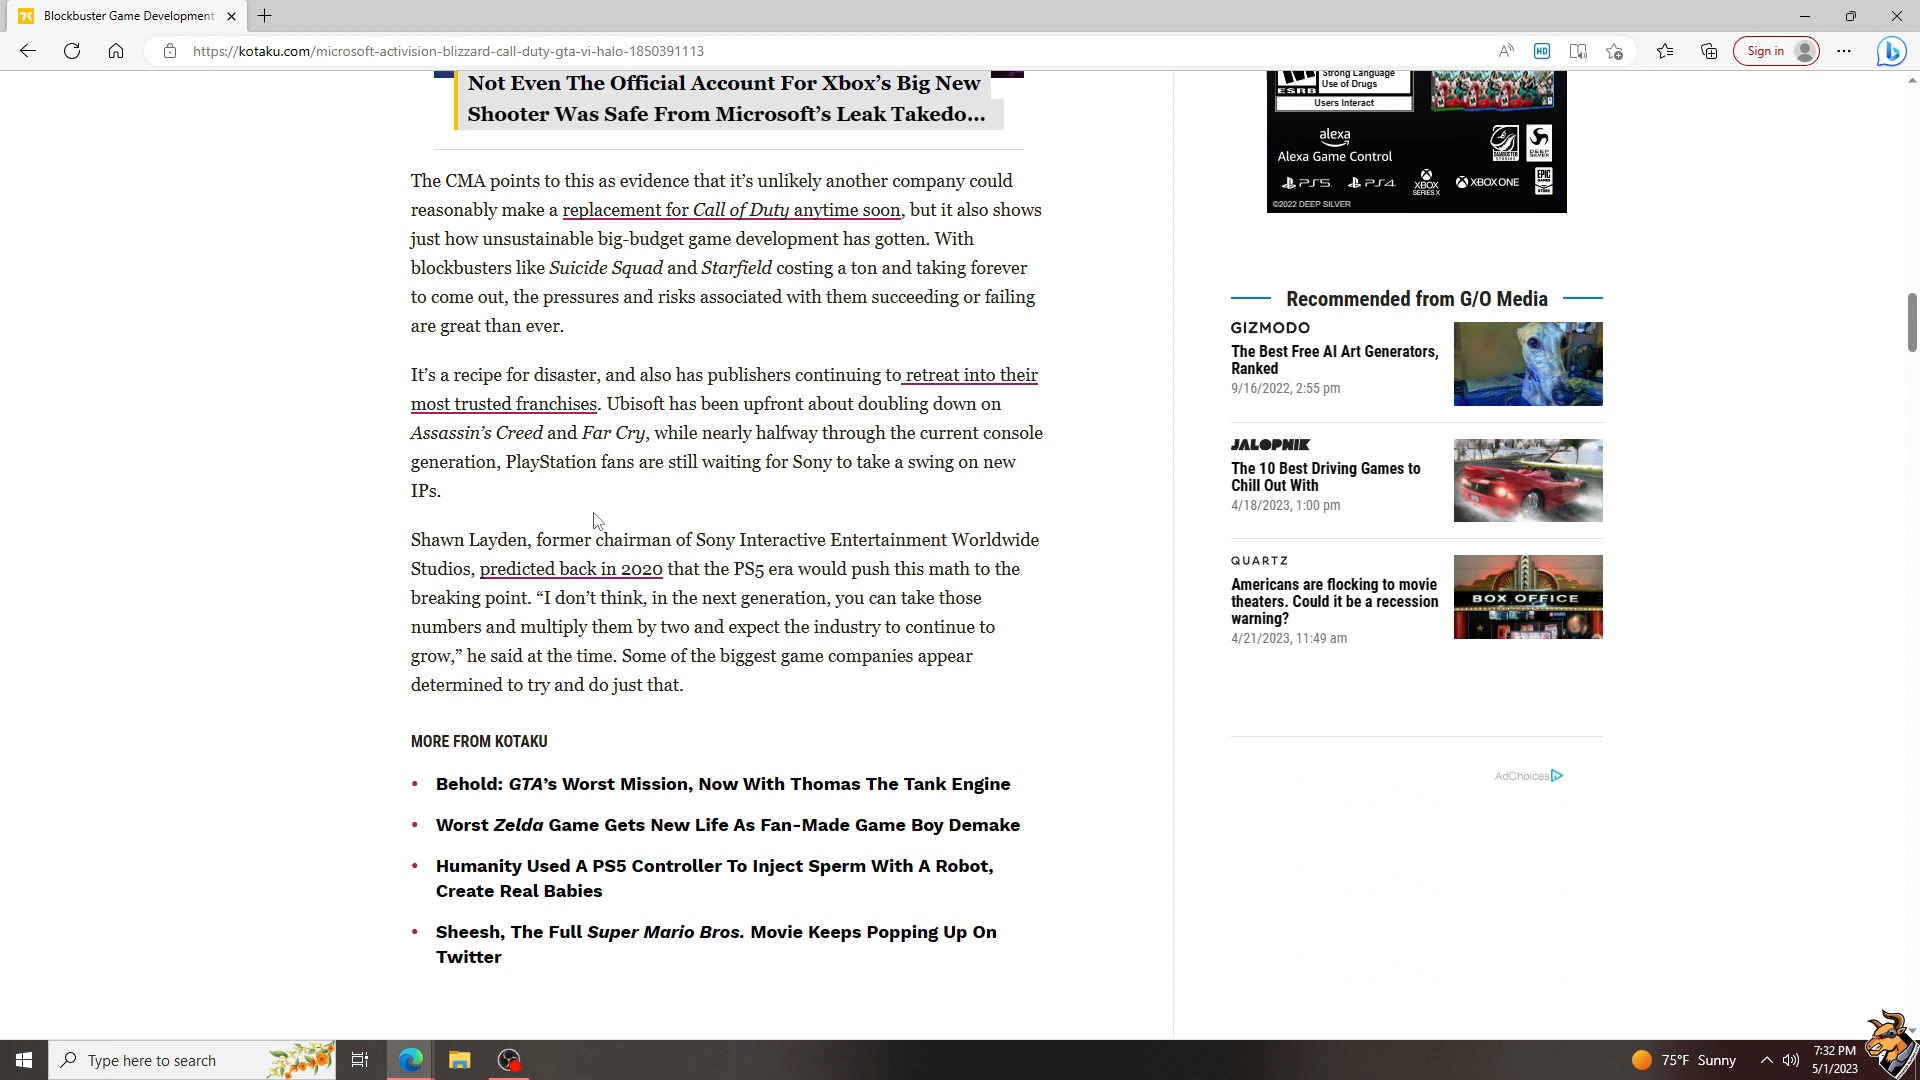 Blockbuster Game Development
https://kotaku.com/microsoft-activision-blizzard-call-duty-gta-vi-halo-1850391113
HD
Sign in
Not Even The Official Account For Xbox’s Big New
Shooter Was Safe From Microsoft’s Leak Takedo...
The CMA points to this as evidence that it’s unlikely another company could
reasonably make a replacement for Call of Duty anytime soon, but it also shows
just how unsustainable big-budget game development has gotten. With
blockbusters like Suicide Squad and Starfield costing a ton and taking forever
to come out, the pressures and risks associated with them succeeding or failing
are great than ever.
It’s a recipe for disaster, and also has publishers continuing to retreat into their
most trusted franchises. Ubisoft has been upfront about doubling down on
Assassin’s Creed and Far Cry, while nearly halfway through the current console
generation, PlayStation fans are still waiting for Sony to take a swing on new
IPs.
Shawn Layden, former chairman of Sony Interactive Entertainment Worldwide
Studios, predicted back in 2020 that the PS5 era would push this math to the
breaking point. “I don’t think, in the next generation, you can take those
numbers and multiply them by two and expect the industry to continue to
grow,” he said at the time. Some of the biggest game companies appear
determined to try and do just that.
MORE FROM KOTAKU
• Behold: GTA’s Worst Mission, Now With Thomas The Tank Engine
• Worst Zelda Game Gets New Life As Fan-Made Game Boy Demake
• Humanity Used A PS5 Controller To Inject Sperm With A Robot,
Create Real Babies
• Sheesh, The Full Super Mario Bros. Movie Keeps Popping Up On
Twitter
Strong Language
Use of Drugs
ESRB
Users Interact
alexa
Alexa Game Control
DEEP SILVER
PS5 PS4 XBOX SERIES X XBOX ONE EPIC GAMES STORE
©2022 DEEP SILVER
Recommended from G/O Media
GIZMODO
The Best Free AI Art Generators,
Ranked
9/16/2022, 2:55 pm
JALOPNIK
The 10 Best Driving Games to
Chill Out With
4/18/2023, 1:00 pm
QUARTZ
Americans are flocking to movie
theaters. Could it be a recession
warning?
4/21/2023, 11:49 am
BOX OFFICE
AdChoices
Type here to search
75°F Sunny
7:32 PM
5/1/2023